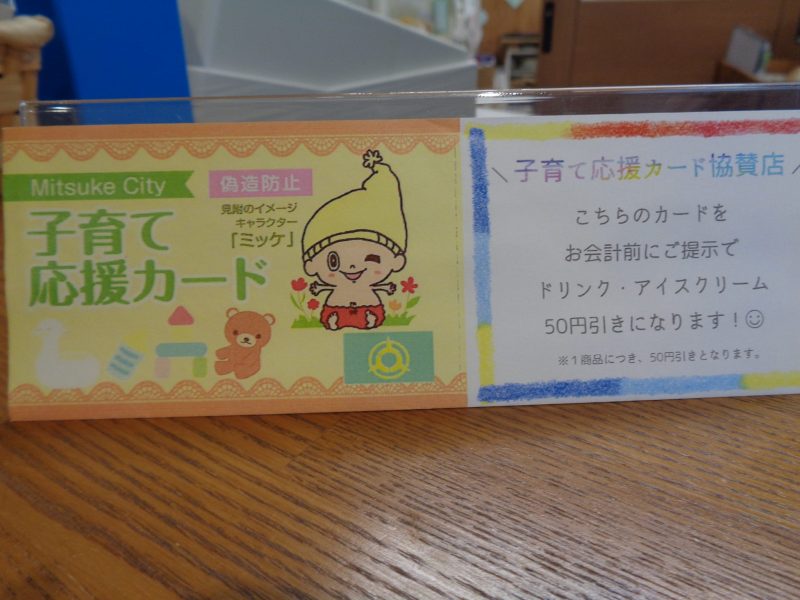 Mitsuke City
偽造防止
見附のイメージ
キャラクター
「ミッケ」
子育て
応援カード
\子育て応援カード協賛店/
こちらのカードを
お会計前にご提示で
ドリンク・アイスクリーム
50円引きになります！☺
※1商品につき、50円引きとなります。